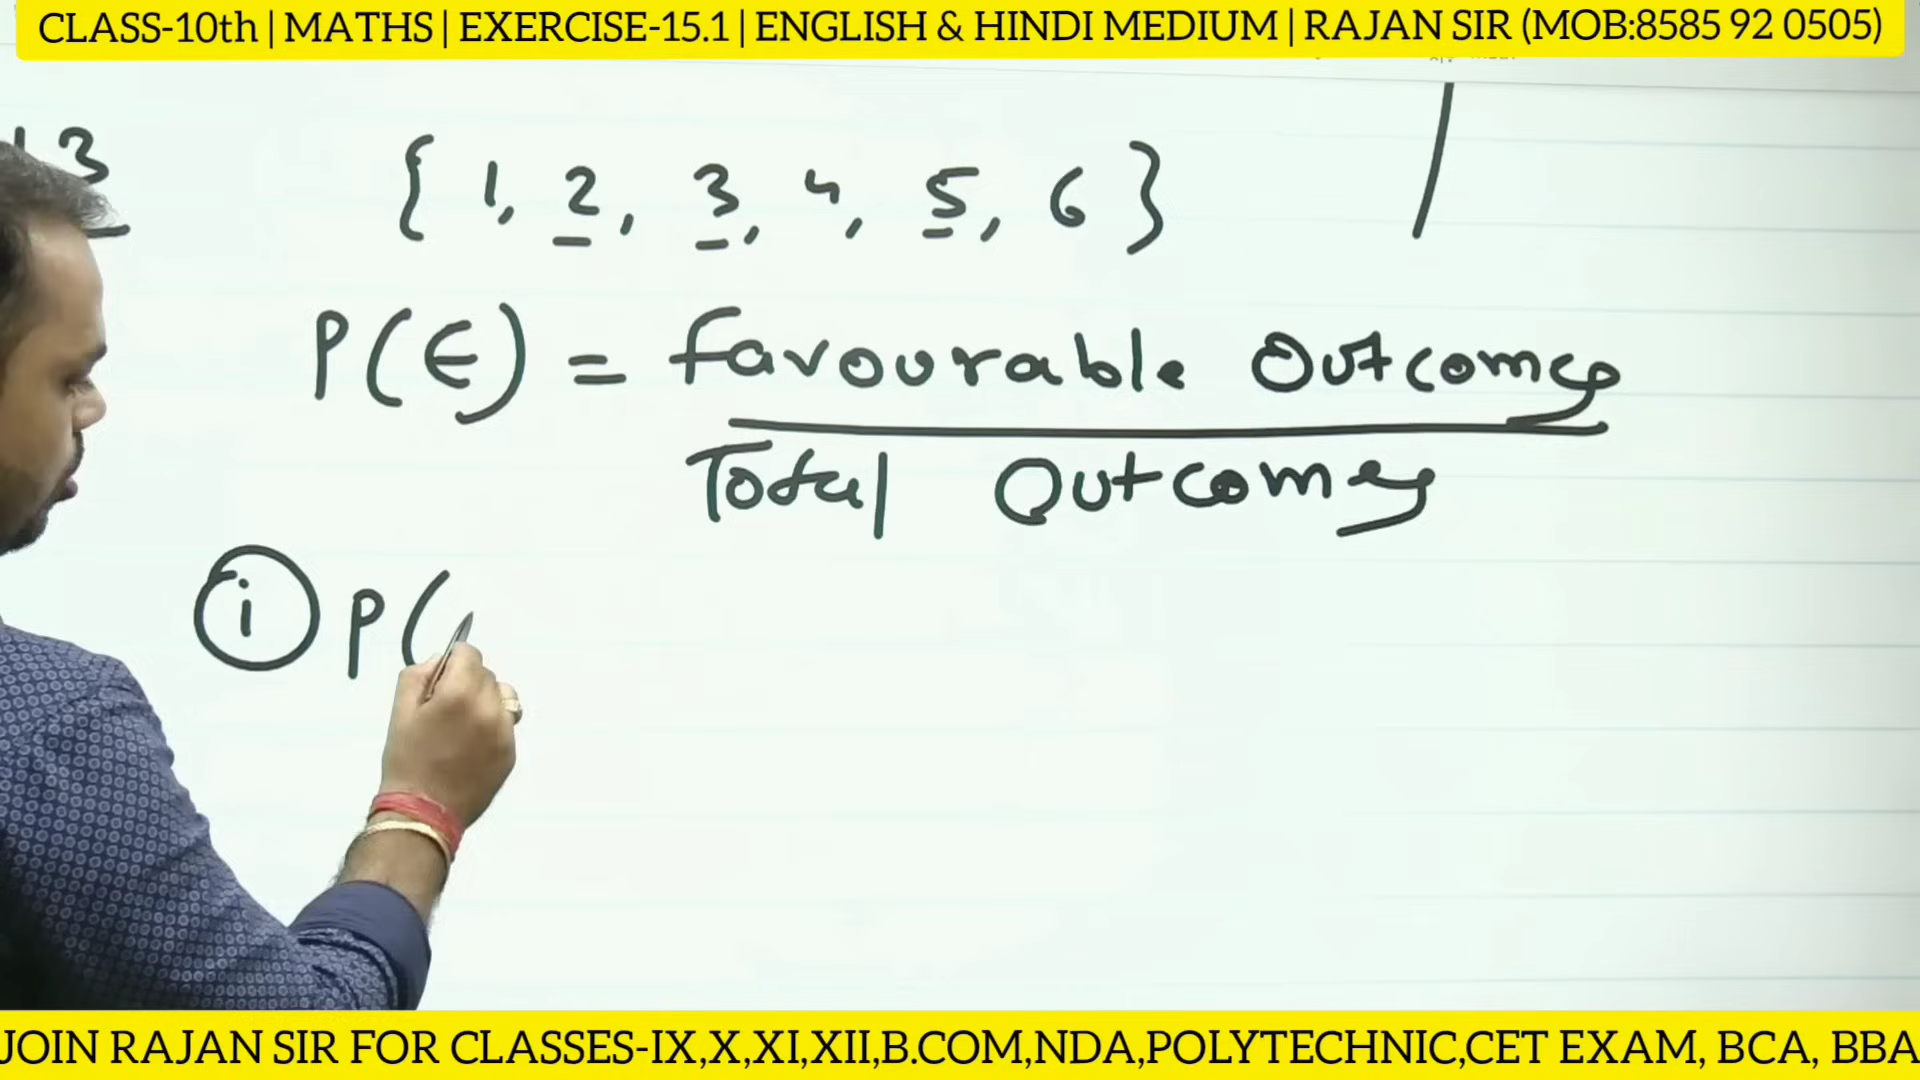 CLASS-10th | MATHS | EXERCISE-15.1 | ENGLISH & HINDI MEDIUM | RAJAN SIR (MOB:8585 92 0505)
13
{ 1, 2, 3, 4, 5, 6 }
P(E) = favourable Outcomes
Total Outcomes
i P(
JOIN RAJAN SIR FOR CLASSES-IX,X,XI,XII,B.COM,NDA,POLYTECHNIC,CET EXAM, BCA, BBA